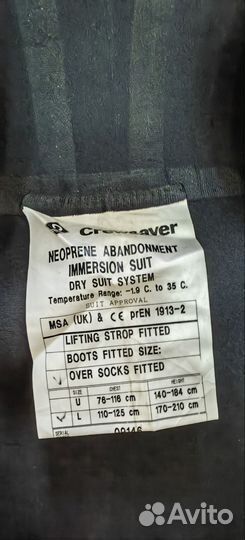 Crewsaver
NEOPRENE ABANDONMENT
IMMERSION SUIT
DRY SUIT SYSTEM
Temperature Range: -1.9 C. to 35 C.
SUIT APPROVAL
MSA (UK) & CE prEN 1913-2
LIFTING STROP FITTED
BOOTS FITTED SIZE:
✓ OVER SOCKS FITTED
SIZE CHEST HEIGHT
U 78-118 cm 140-184 cm
✓ L 110-125 cm 170-210 cm
SERIAL 00146
Avito